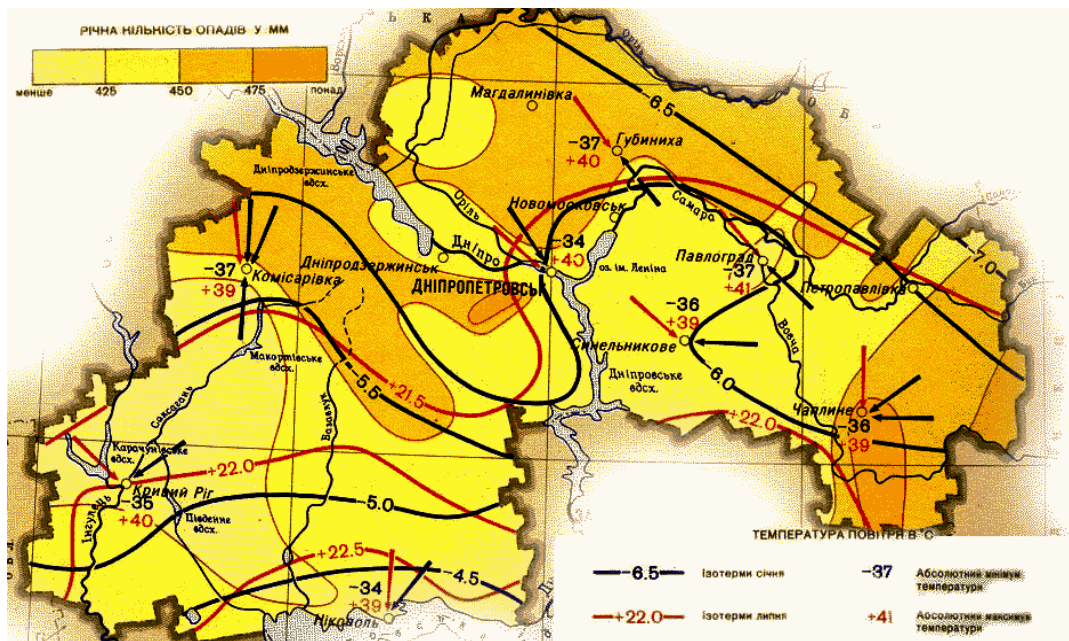 РІЧНА КІЛЬКІСТЬ ОПАДІВ У ММ
менше 425 450 475 понад
Ь К А
О Б
Оріль
6.5
Магдалинівка
-37
+40
Губиниха
Дніпродзержинське
вдсх.
Оріль
Новомосковськ
Самара
Дніпро
-34
+40
оз. ім. Леніна
Павлоград
-37
+41
-7.0
Петропавлівка
-37
+39
Комісарівка
Дніпродзержинськ
ДНІПРОПЕТРОВСЬК
-36
+39
Синельникове
Вовча
Макортівське
вдсх.
-5.5
+21.5
Дніпровське
вдсх.
6.0
Саксагань
Базавлук
+22.0
Чаплине
-36
+39
Карачунівське
вдсх.
+22.0
Кривий Ріг
-35
+40
-5.0
Інгулець
Південне
вдсх.
+22.5
-4.5
-34
+39
Нікополь
ТЕМПЕРАТУРА ПОВІТРЯ В °С
-6.5 Ізотерми січня
-37 Абсолютний мінімум
температури
+22.0 Ізотерми липня
+41 Абсолютний максимум
температури